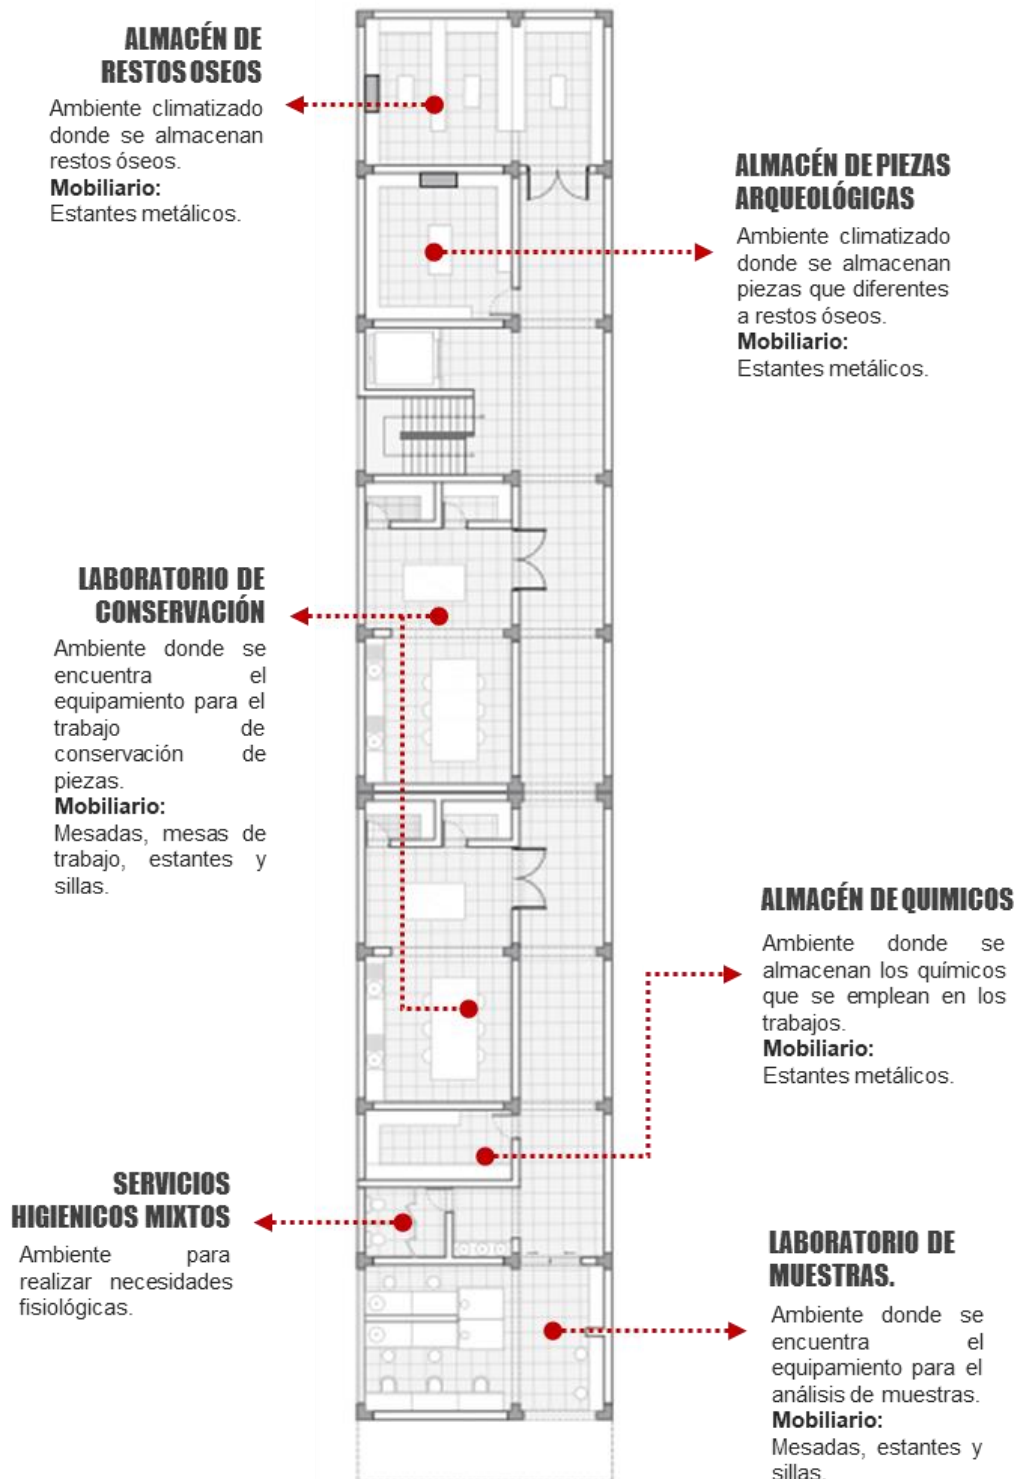 ALMACÉN DE
RESTOS OSEOS
Ambiente climatizado
donde se almacenan
restos óseos.
Mobiliario:
Estantes metálicos.
ALMACÉN DE PIEZAS
ARQUEOLÓGICAS
Ambiente climatizado
donde se almacenan
piezas que diferentes
a restos óseos.
Mobiliario:
Estantes metálicos.
LABORATORIO DE
CONSERVACIÓN
Ambiente donde se
encuentra el
equipamiento para el
trabajo de
conservación de
piezas.
Mobiliario:
Mesadas, mesas de
trabajo, estantes y
sillas.
ALMACÉN DE QUIMICOS
Ambiente donde se
almacenan los químicos
que se emplean en los
trabajos.
Mobiliario:
Estantes metálicos.
SERVICIOS
HIGIENICOS MIXTOS
Ambiente para
realizar necesidades
fisiológicas.
LABORATORIO DE
MUESTRAS.
Ambiente donde se
encuentra el
equipamiento para el
análisis de muestras.
Mobiliario:
Mesadas, estantes y
sillas.